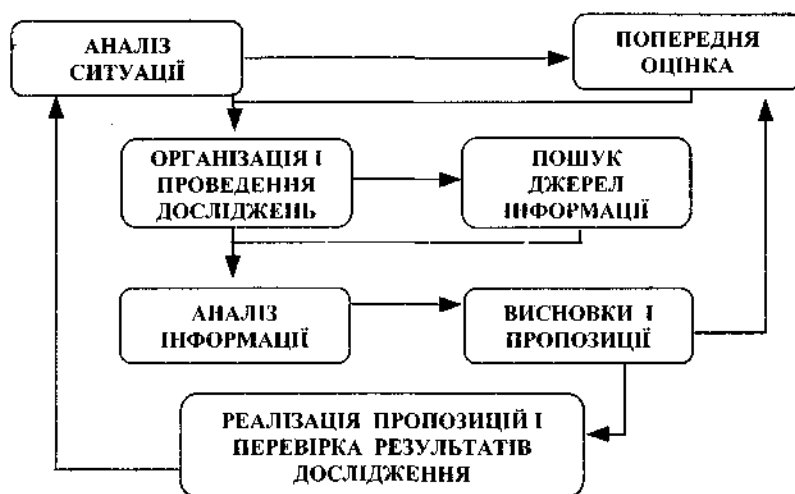 АНАЛІЗ
СИТУАЦІЇ
ПОПЕРЕДНЯ
ОЦІНКА
ОРГАНІЗАЦІЯ І
ПРОВЕДЕННЯ
ДОСЛІДЖЕНЬ
ПОШУК
ДЖЕРЕЛ
ІНФОРМАЦІЇ
АНАЛІЗ
ІНФОРМАЦІЇ
ВИСНОВКИ І
ПРОПОЗИЦІЇ
РЕАЛІЗАЦІЯ ПРОПОЗИЦІЙ І
ПЕРЕВІРКА РЕЗУЛЬТАТІВ
ДОСЛІДЖЕННЯ